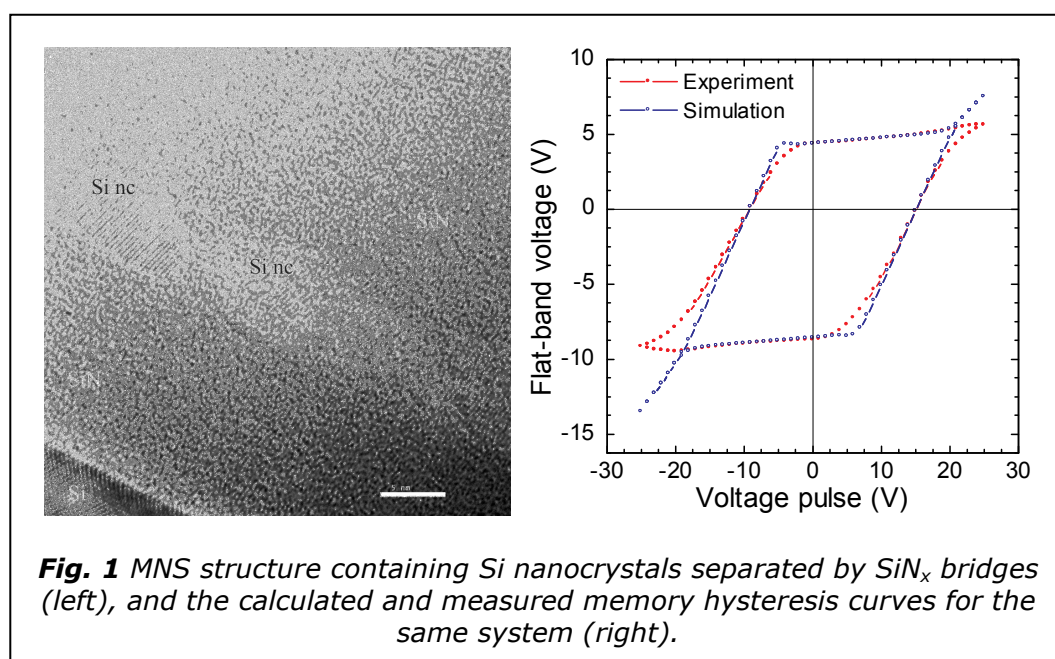 Si nc
Si nc
SiN
SiN
Si
5 nm
Experiment
Simulation
10
5
0
-5
-10
-15
Flat-band voltage (V)
-30 -20 -10 0 10 20 30
Voltage pulse (V)
Fig. 1 MNS structure containing Si nanocrystals separated by SiNx bridges
(left), and the calculated and measured memory hysteresis curves for the
same system (right).